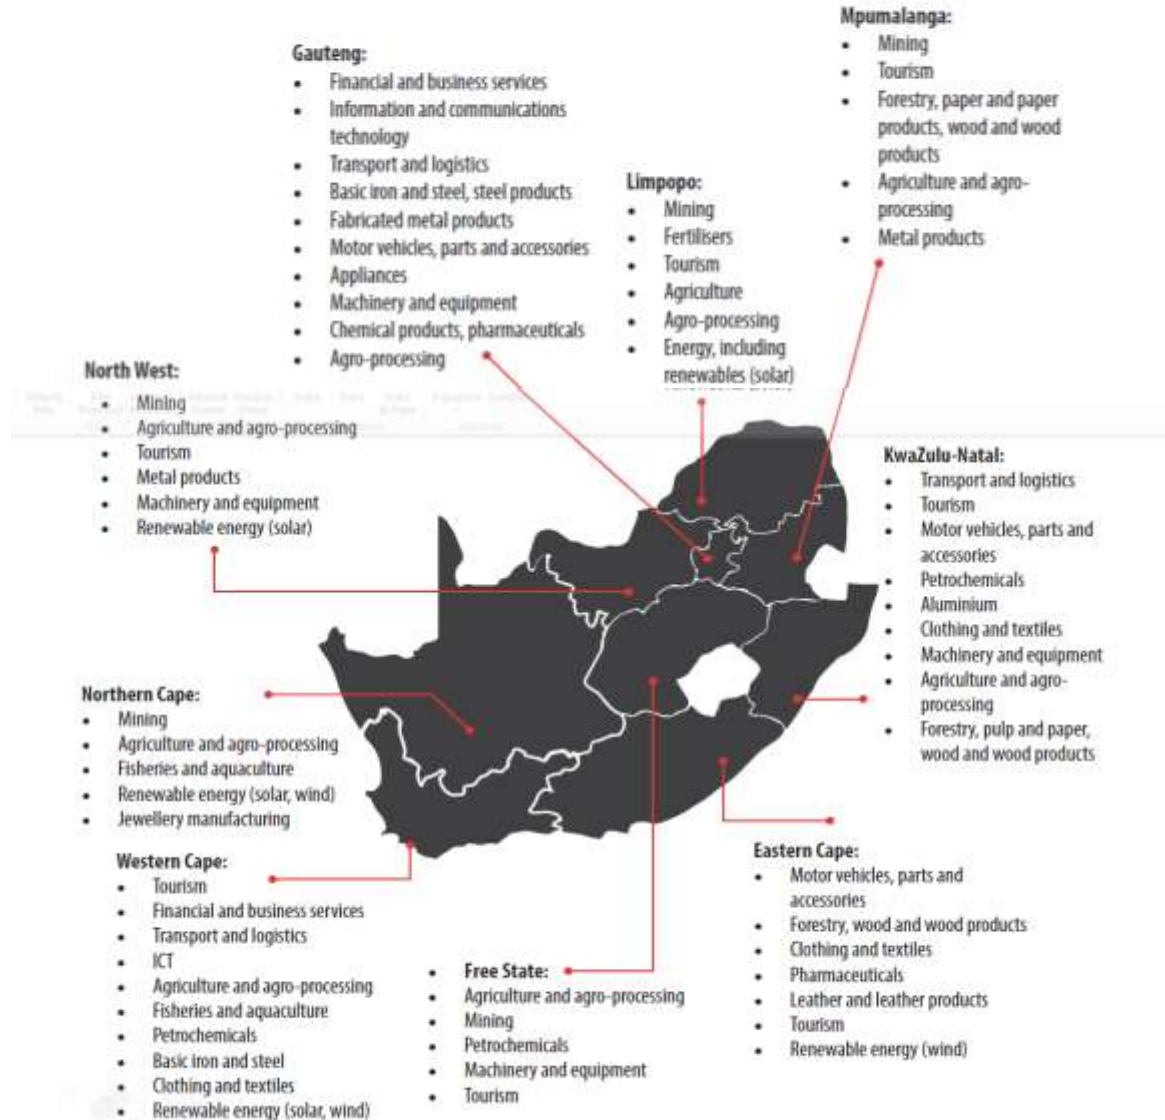 Mpumalanga:
• Mining
• Tourism
• Forestry, paper and paper
products, wood and wood
products
• Agriculture and agro-
processing
• Metal products
Gauteng:
• Financial and business services
• Information and communications
technology
• Transport and logistics
• Basic iron and steel, steel products
• Fabricated metal products
• Motor vehicles, parts and accessories
• Appliances
• Machinery and equipment
• Chemical products, pharmaceuticals
• Agro-processing
Limpopo:
• Mining
• Fertilisers
• Tourism
• Agriculture
• Agro-processing
• Energy, including
renewables (solar)
North West:
• Mining
• Agriculture and agro-processing
• Tourism
• Metal products
• Machinery and equipment
• Renewable energy (solar)
KwaZulu-Natal:
• Transport and logistics
• Tourism
• Motor vehicles, parts and
accessories
• Petrochemicals
• Aluminium
• Clothing and textiles
• Machinery and equipment
• Agriculture and agro-
processing
• Forestry, pulp and paper,
wood and wood products
Northern Cape:
• Mining
• Agriculture and agro-processing
• Fisheries and aquaculture
• Renewable energy (solar, wind)
• Jewellery manufacturing
Western Cape:
• Tourism
• Financial and business services
• Transport and logistics
• ICT
• Agriculture and agro-processing
• Fisheries and aquaculture
• Petrochemicals
• Basic iron and steel
• Clothing and textiles
• Renewable energy (solar, wind)
• Free State:
• Agriculture and agro-processing
• Mining
• Petrochemicals
• Machinery and equipment
• Tourism
Eastern Cape:
• Motor vehicles, parts and
accessories
• Forestry, wood and wood products
• Clothing and textiles
• Pharmaceuticals
• Leather and leather products
• Tourism
• Renewable energy (wind)